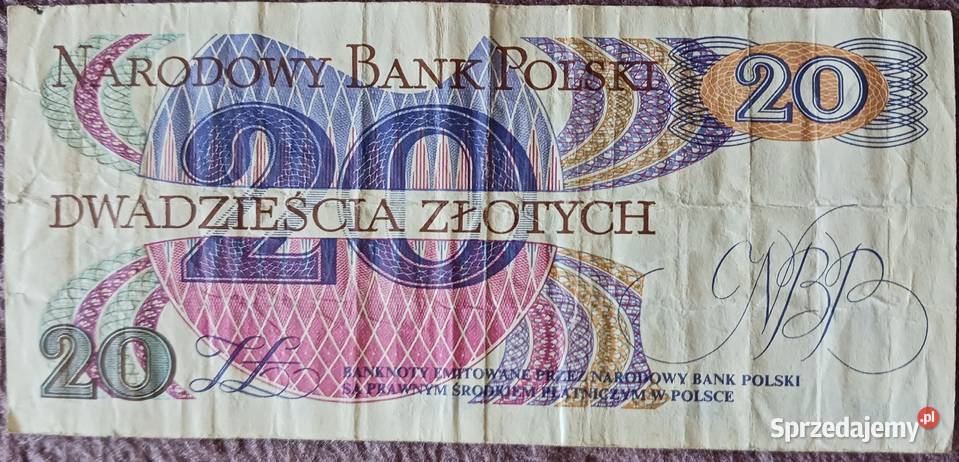 NARODOWY BANK POLSKI
20
20
DWADZIEŚCIA ZŁOTYCH
NBP
20
BANKNOTY EMITOWANE PRZEZ NARODOWY BANK POLSKI
SĄ PRAWNYM ŚRODKIEM PŁATNICZYM W POLSCE
Sprzedajemy.pl